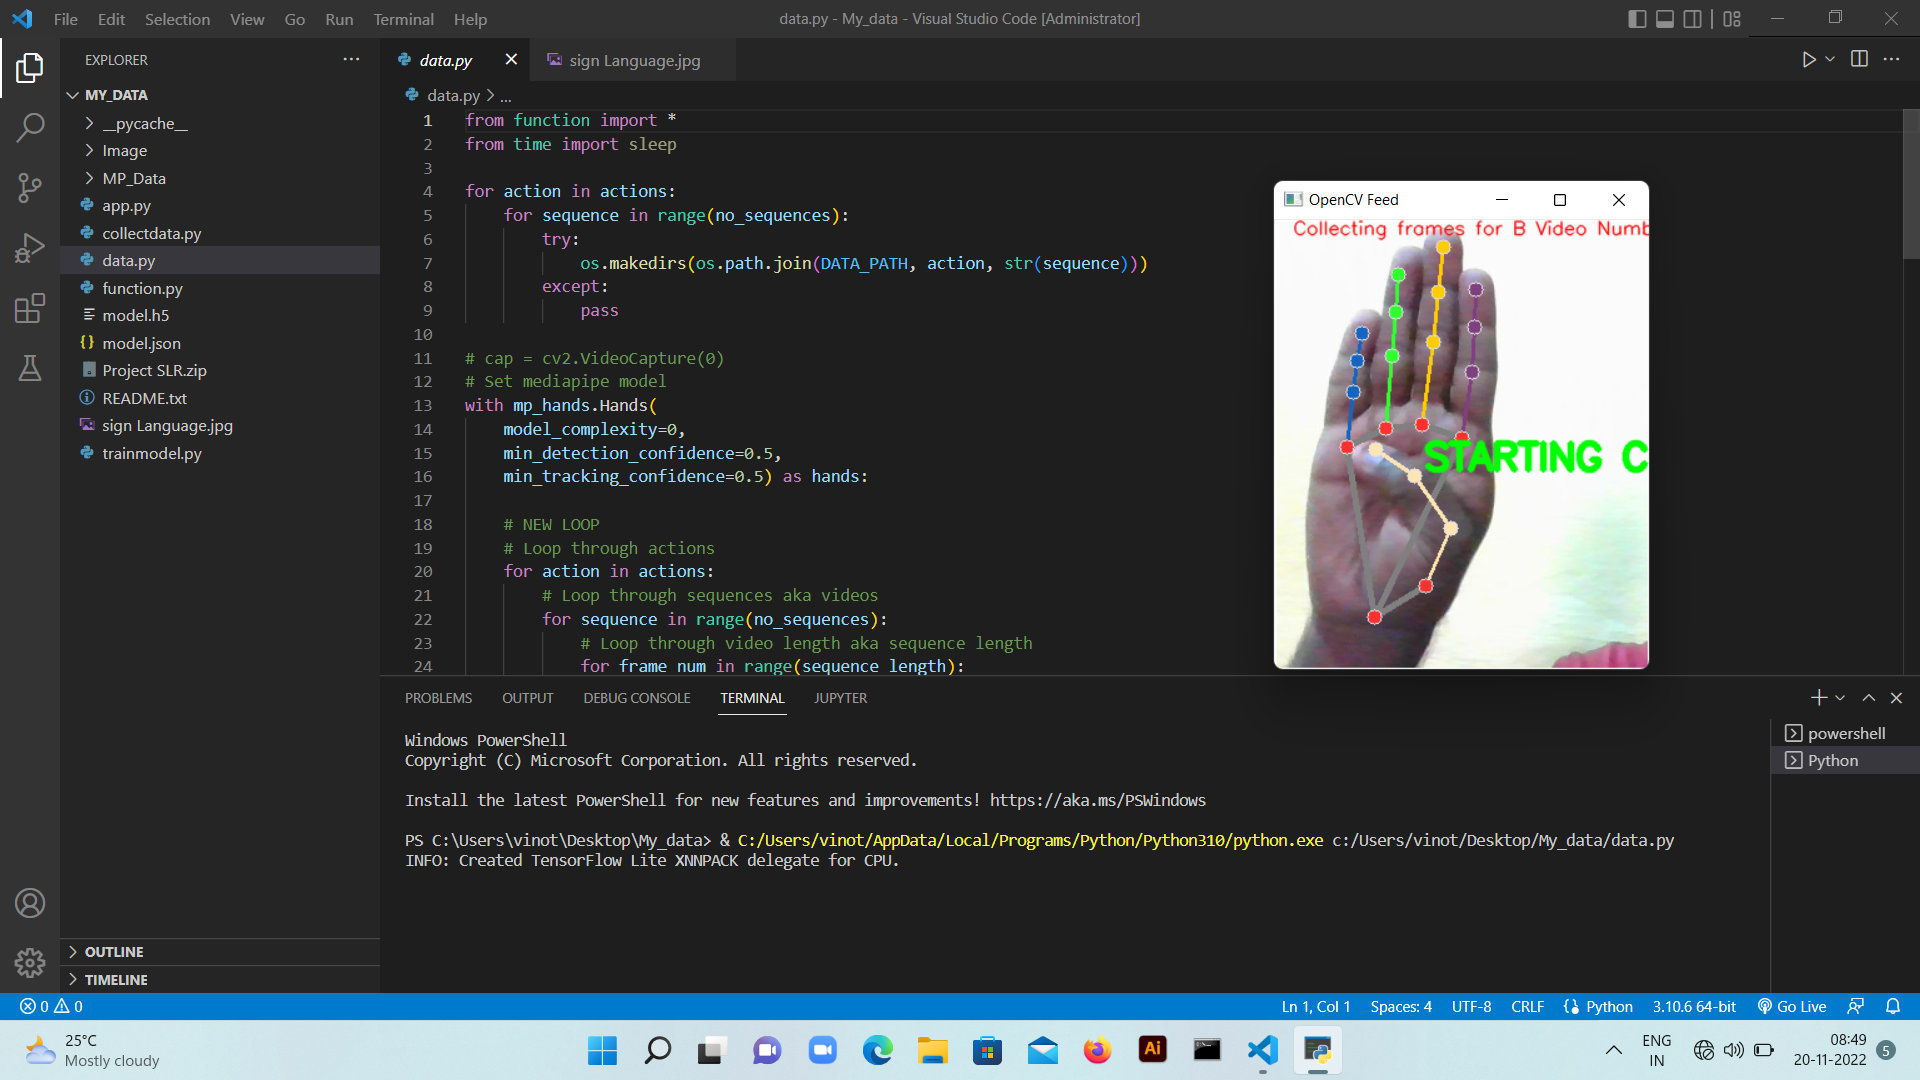 File Edit Selection View Go Run Terminal Help
data.py - My_data - Visual Studio Code [Administrator]
EXPLORER
MY_DATA
__pycache__
Image
MP_Data
app.py
collectdata.py
data.py
function.py
model.h5
model.json
Project SLR.zip
README.txt
sign Language.jpg
trainmodel.py
OUTLINE
TIMELINE
data.py
sign Language.jpg
data.py > ...
1 from function import *
2 from time import sleep
3
4 for action in actions:
5 for sequence in range(no_sequences):
6 try:
7 os.makedirs(os.path.join(DATA_PATH, action, str(sequence)))
8 except:
9 pass
10
11 # cap = cv2.VideoCapture(0)
12 # Set mediapipe model
13 with mp_hands.Hands(
14 model_complexity=0,
15 min_detection_confidence=0.5,
16 min_tracking_confidence=0.5) as hands:
17
18 # NEW LOOP
19 # Loop through actions
20 for action in actions:
21 # Loop through sequences aka videos
22 for sequence in range(no_sequences):
23 # Loop through video length aka sequence length
24 for frame_num in range(sequence_length):
OpenCV Feed
Collecting frames for B Video Numb
STARTING C
PROBLEMS OUTPUT DEBUG CONSOLE TERMINAL JUPYTER
Windows PowerShell
Copyright (C) Microsoft Corporation. All rights reserved.
Install the latest PowerShell for new features and improvements! https://aka.ms/PSWindows
PS C:\Users\vinot\Desktop\My_data> & C:/Users/vinot/AppData/Local/Programs/Python/Python310/python.exe c:/Users/vinot/Desktop/My_data/data.py
INFO: Created TensorFlow Lite XNNPACK delegate for CPU.
powershell
Python
0 0
Ln 1, Col 1 Spaces: 4 UTF-8 CRLF Python 3.10.6 64-bit Go Live
25°C
Mostly cloudy
Ai
ENG
IN
08:49
20-11-2022
5